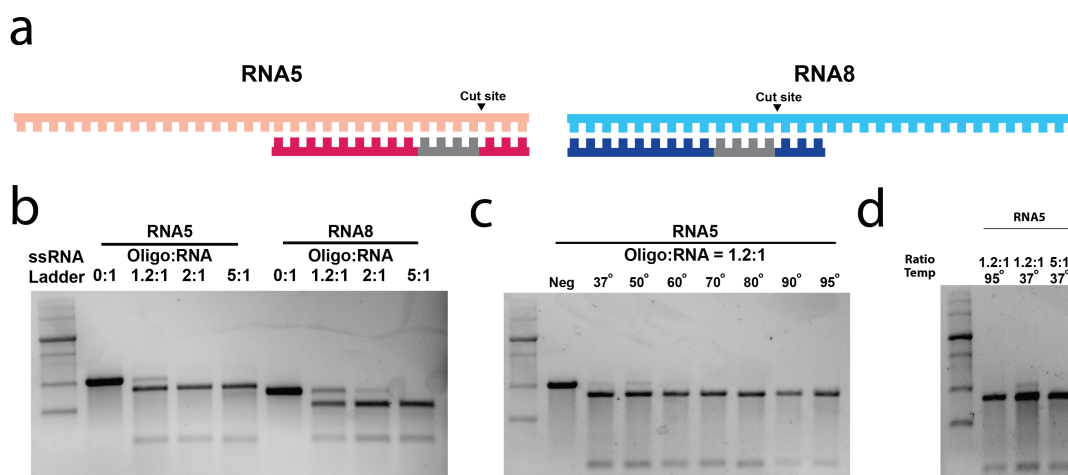 a
RNA5
RNA8
Cut site
Cut site
b
c
d
RNA5
RNA8
ssRNA
Ladder
Oligo:RNA
Oligo:RNA
0:1 1.2:1 2:1 5:1 0:1 1.2:1 2:1 5:1
RNA5
Oligo:RNA = 1.2:1
Neg 37° 50° 60° 70° 80° 90° 95°
RNA5
Ratio 1.2:1 1.2:1 5:1
Temp 95° 37° 37°